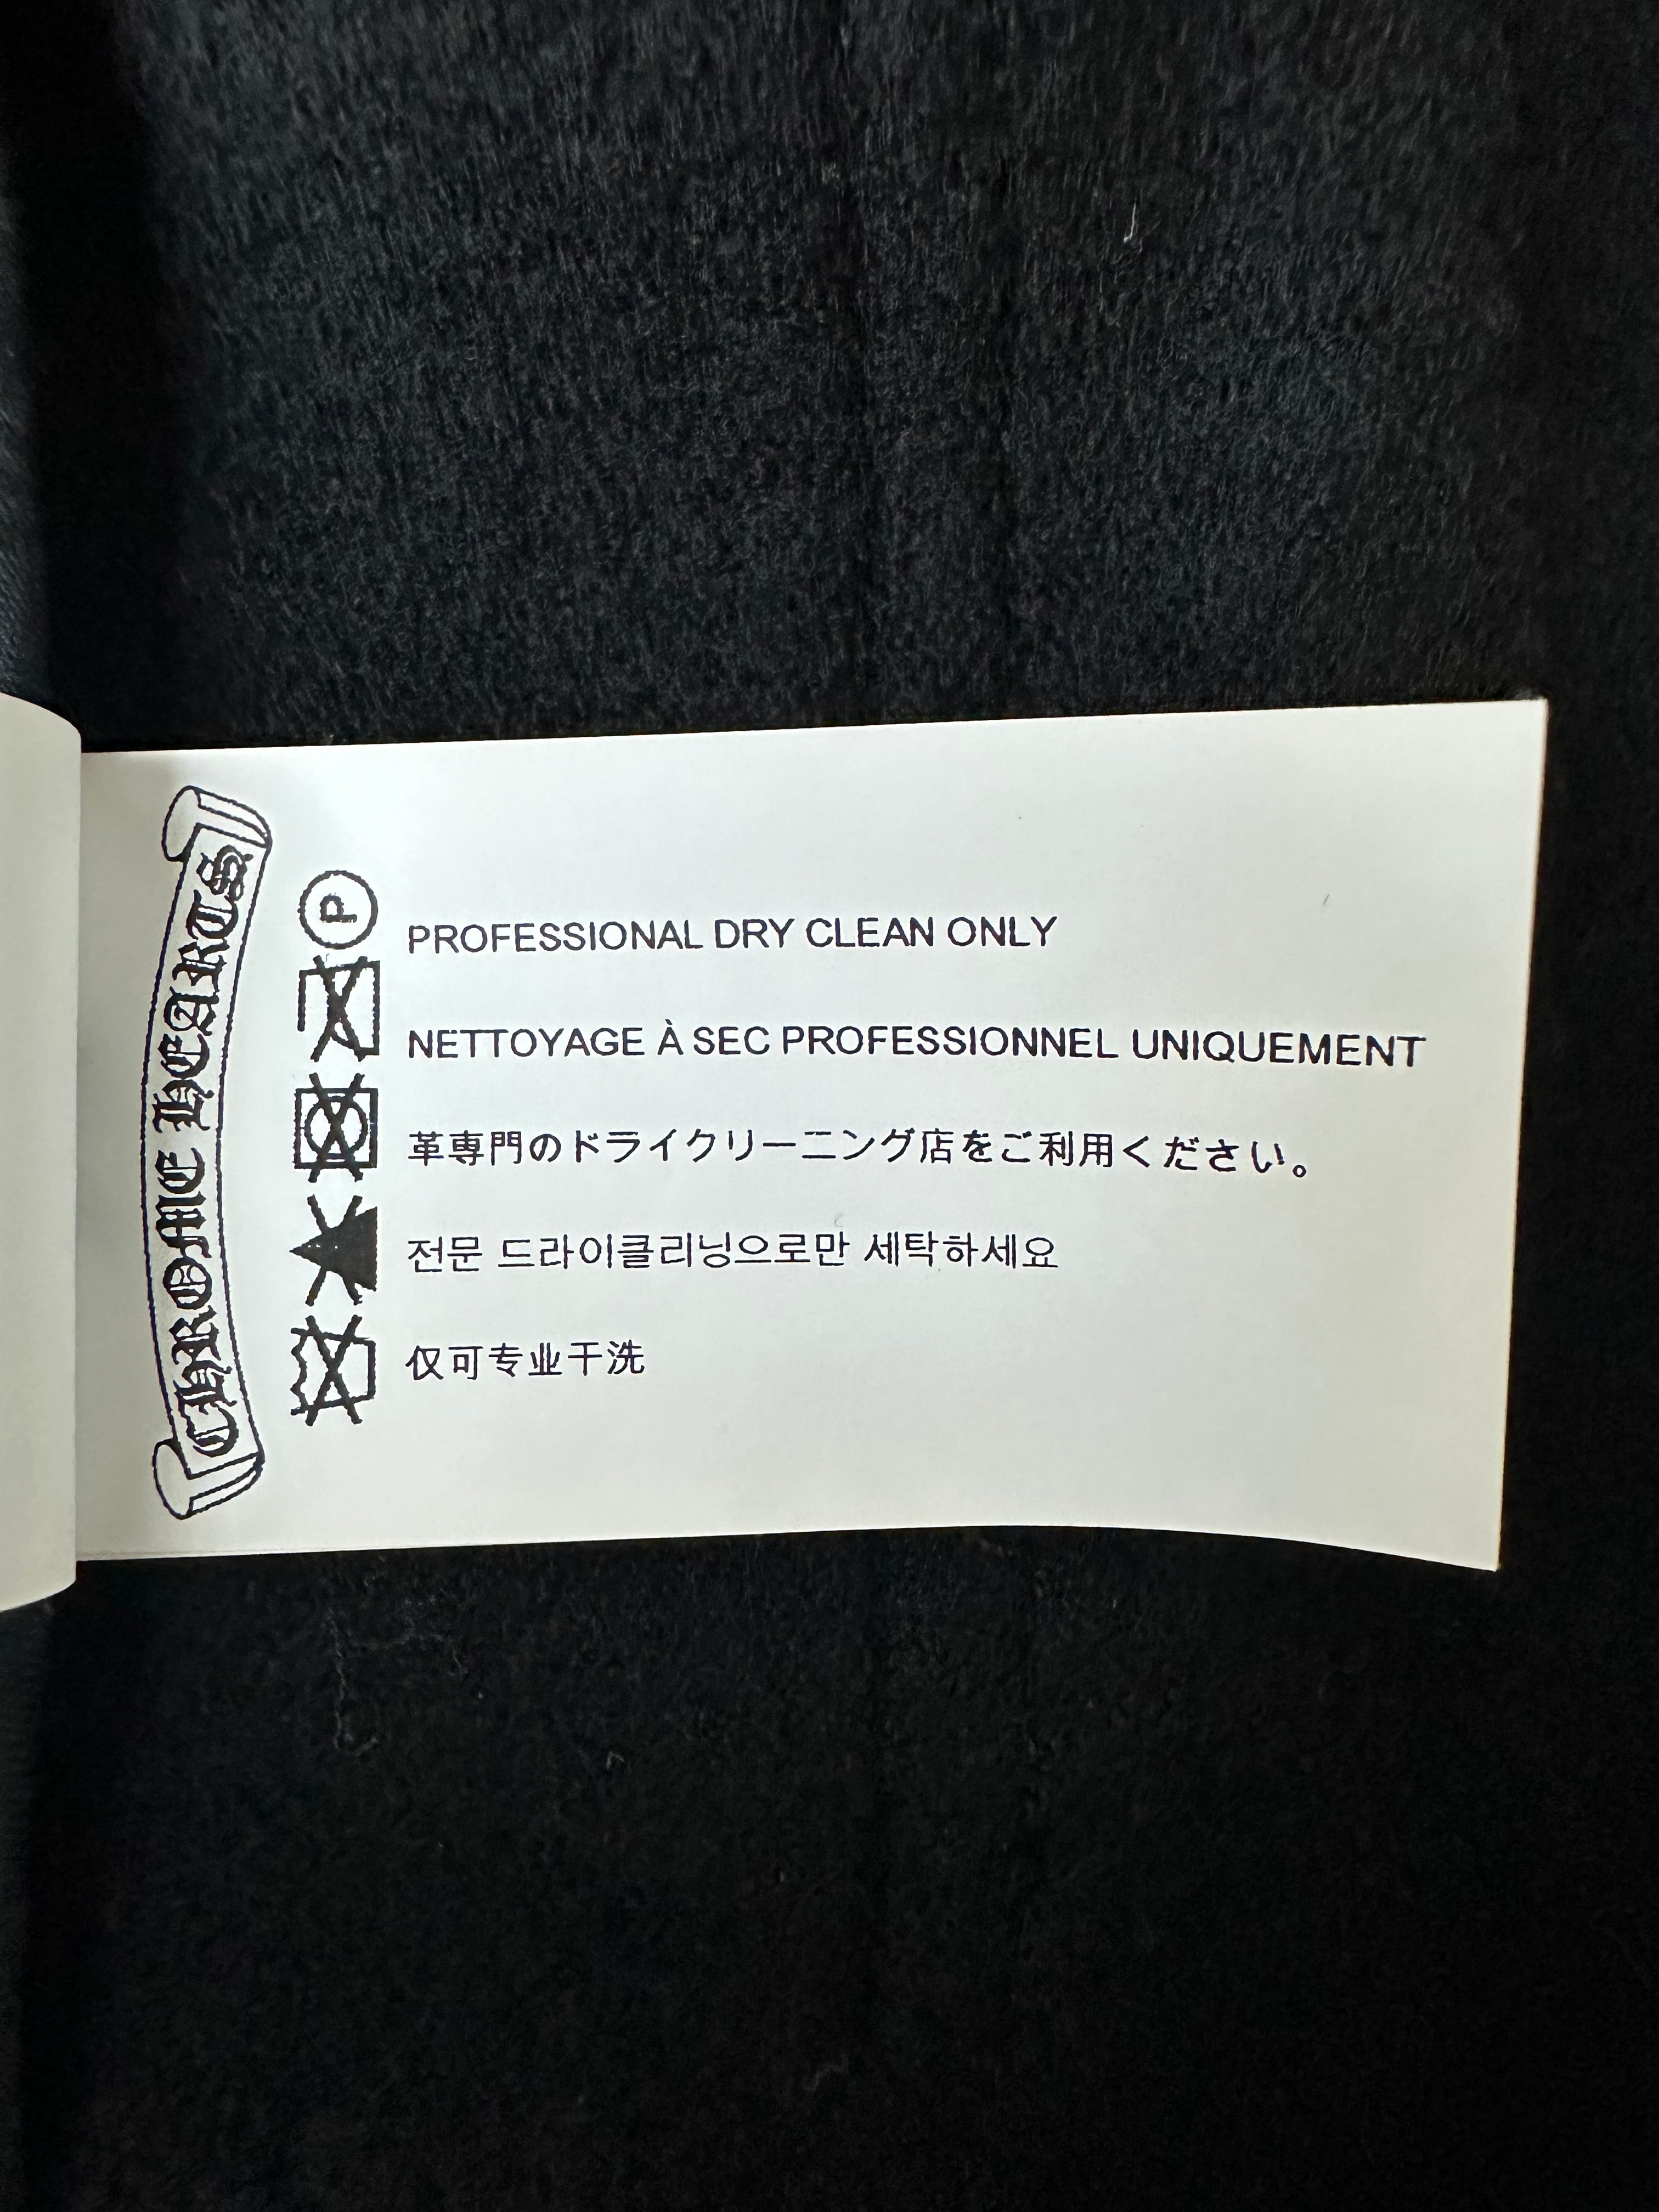 CHROME HEARTS
P
PROFESSIONAL DRY CLEAN ONLY
NETTOYAGE À SEC PROFESSIONNEL UNIQUEMENT
革専門のドライクリーニング店をご利用ください。
전문 드라이클리닝으로만 세탁하세요
仅可专业干洗